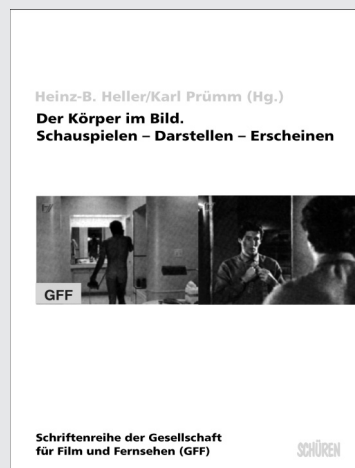 Heinz-B. Heller/Karl Prümm (Hg.)
Der Körper im Bild.
Schauspielen – Darstellen – Erscheinen
GFF
Schriftenreihe der Gesellschaft
für Film und Fernsehen (GFF)
SCHÜREN